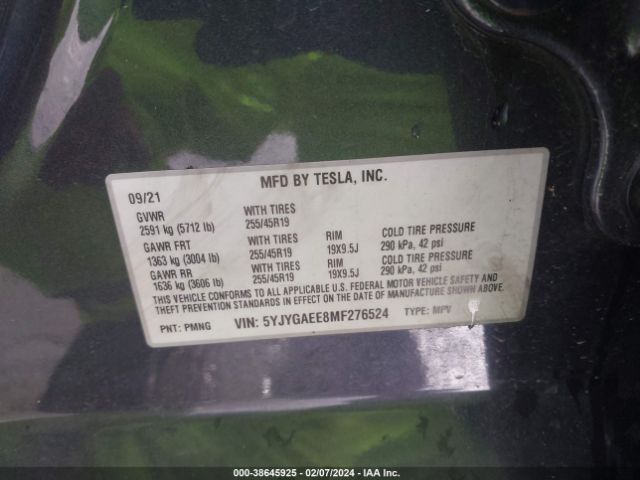 MFD BY TESLA, INC.
09/21
GVWR WITH TIRES
2591 kg (5712 lb) 255/45R19
GAWR FRT WITH TIRES RIM COLD TIRE PRESSURE
1363 kg (3004 lb) 255/45R19 19X9.5J 290 kPa, 42 psi
GAWR RR WITH TIRES RIM COLD TIRE PRESSURE
1636 kg (3606 lb) 255/45R19 19X9.5J 290 kPa, 42 psi
THIS VEHICLE CONFORMS TO ALL APPLICABLE U.S. FEDERAL MOTOR VEHICLE SAFETY AND
THEFT PREVENTION STANDARDS IN EFFECT ON THE DATE OF MANUFACTURE SHOWN ABOVE.
PNT: PMNG VIN: 5YJYGAEE8MF276524 TYPE: MPV
000-38645925 - 02/07/2024 - IAA Inc.